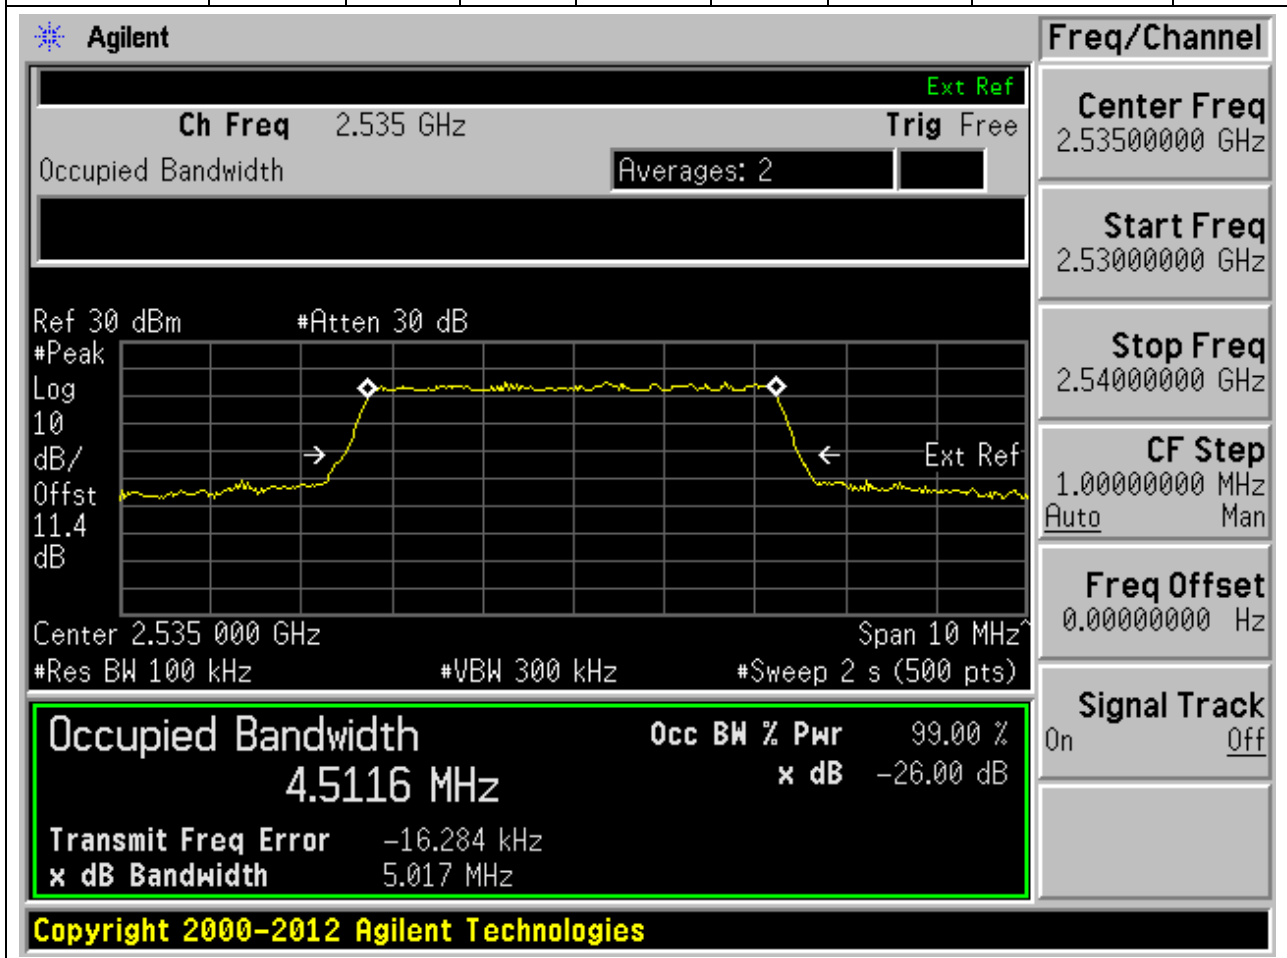 Agilent
Freq/Channel
Ext Ref
Ch Freq 2.535 GHz Trig Free
Occupied Bandwidth Averages: 2
Center Freq
2.53500000 GHz
Start Freq
2.53000000 GHz
Stop Freq
2.54000000 GHz
CF Step
1.00000000 MHz
Auto Man
Freq Offset
0.00000000 Hz
Signal Track
On Off
Ref 30 dBm #Atten 30 dB
#Peak
Log
10
dB/
Offst
11.4
dB
Ext Ref
Center 2.535 000 GHz Span 10 MHz^
#Res BW 100 kHz #VBW 300 kHz #Sweep 2 s (500 pts)
Occupied Bandwidth
4.5116 MHz
Occ BW % Pwr 99.00 %
x dB -26.00 dB
Transmit Freq Error -16.284 kHz
x dB Bandwidth 5.017 MHz
Copyright 2000-2012 Agilent Technologies